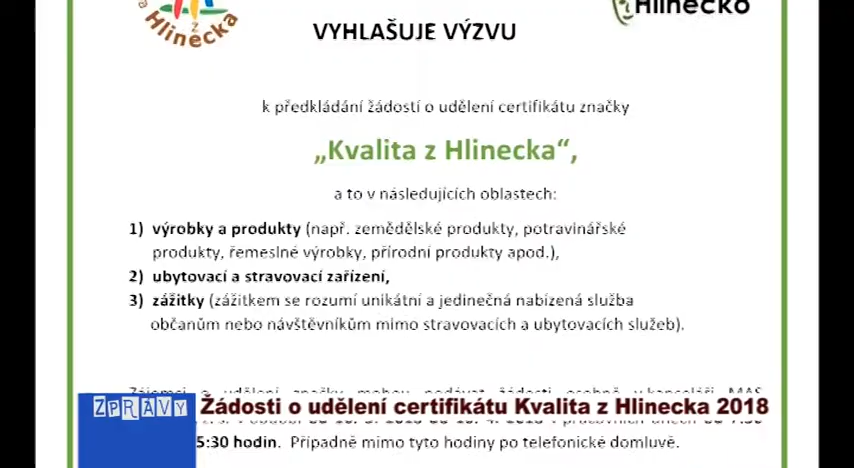 z
Hlinecka
Hlinecko
VYHLAŠUJE VÝZVU
k předkládání žádostí o udělení certifikátu značky
„Kvalita z Hlinecka“,
a to v následujících oblastech:
1) výrobky a produkty (např. zemědělské produkty, potravinářské
produkty, řemeslné výrobky, přírodní produkty apod.),
2) ubytovací a stravovací zařízení,
3) zážitky (zážitkem se rozumí unikátní a jedinečná nabízená služba
občanům nebo návštěvníkům mimo stravovacích a ubytovacích služeb).
ZPRÁVY Žádosti o udělení certifikátu Kvalita z Hlinecka 2018
5:30 hodin. Případně mimo tyto hodiny po telefonické domluvě.